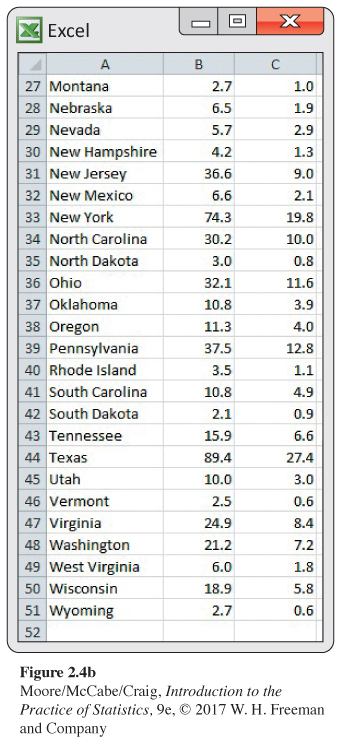 Excel
A B C
27 Montana 2.7 1.0
28 Nebraska 6.5 1.9
29 Nevada 5.7 2.9
30 New Hampshire 4.2 1.3
31 New Jersey 36.6 9.0
32 New Mexico 6.6 2.1
33 New York 74.3 19.8
34 North Carolina 30.2 10.0
35 North Dakota 3.0 0.8
36 Ohio 32.1 11.6
37 Oklahoma 10.8 3.9
38 Oregon 11.3 4.0
39 Pennsylvania 37.5 12.8
40 Rhode Island 3.5 1.1
41 South Carolina 10.8 4.9
42 South Dakota 2.1 0.9
43 Tennessee 15.9 6.6
44 Texas 89.4 27.4
45 Utah 10.0 3.0
46 Vermont 2.5 0.6
47 Virginia 24.9 8.4
48 Washington 21.2 7.2
49 West Virginia 6.0 1.8
50 Wisconsin 18.9 5.8
51 Wyoming 2.7 0.6
52
Figure 2.4b
Moore/McCabe/Craig, Introduction to the
Practice of Statistics, 9e, © 2017 W. H. Freeman
and Company